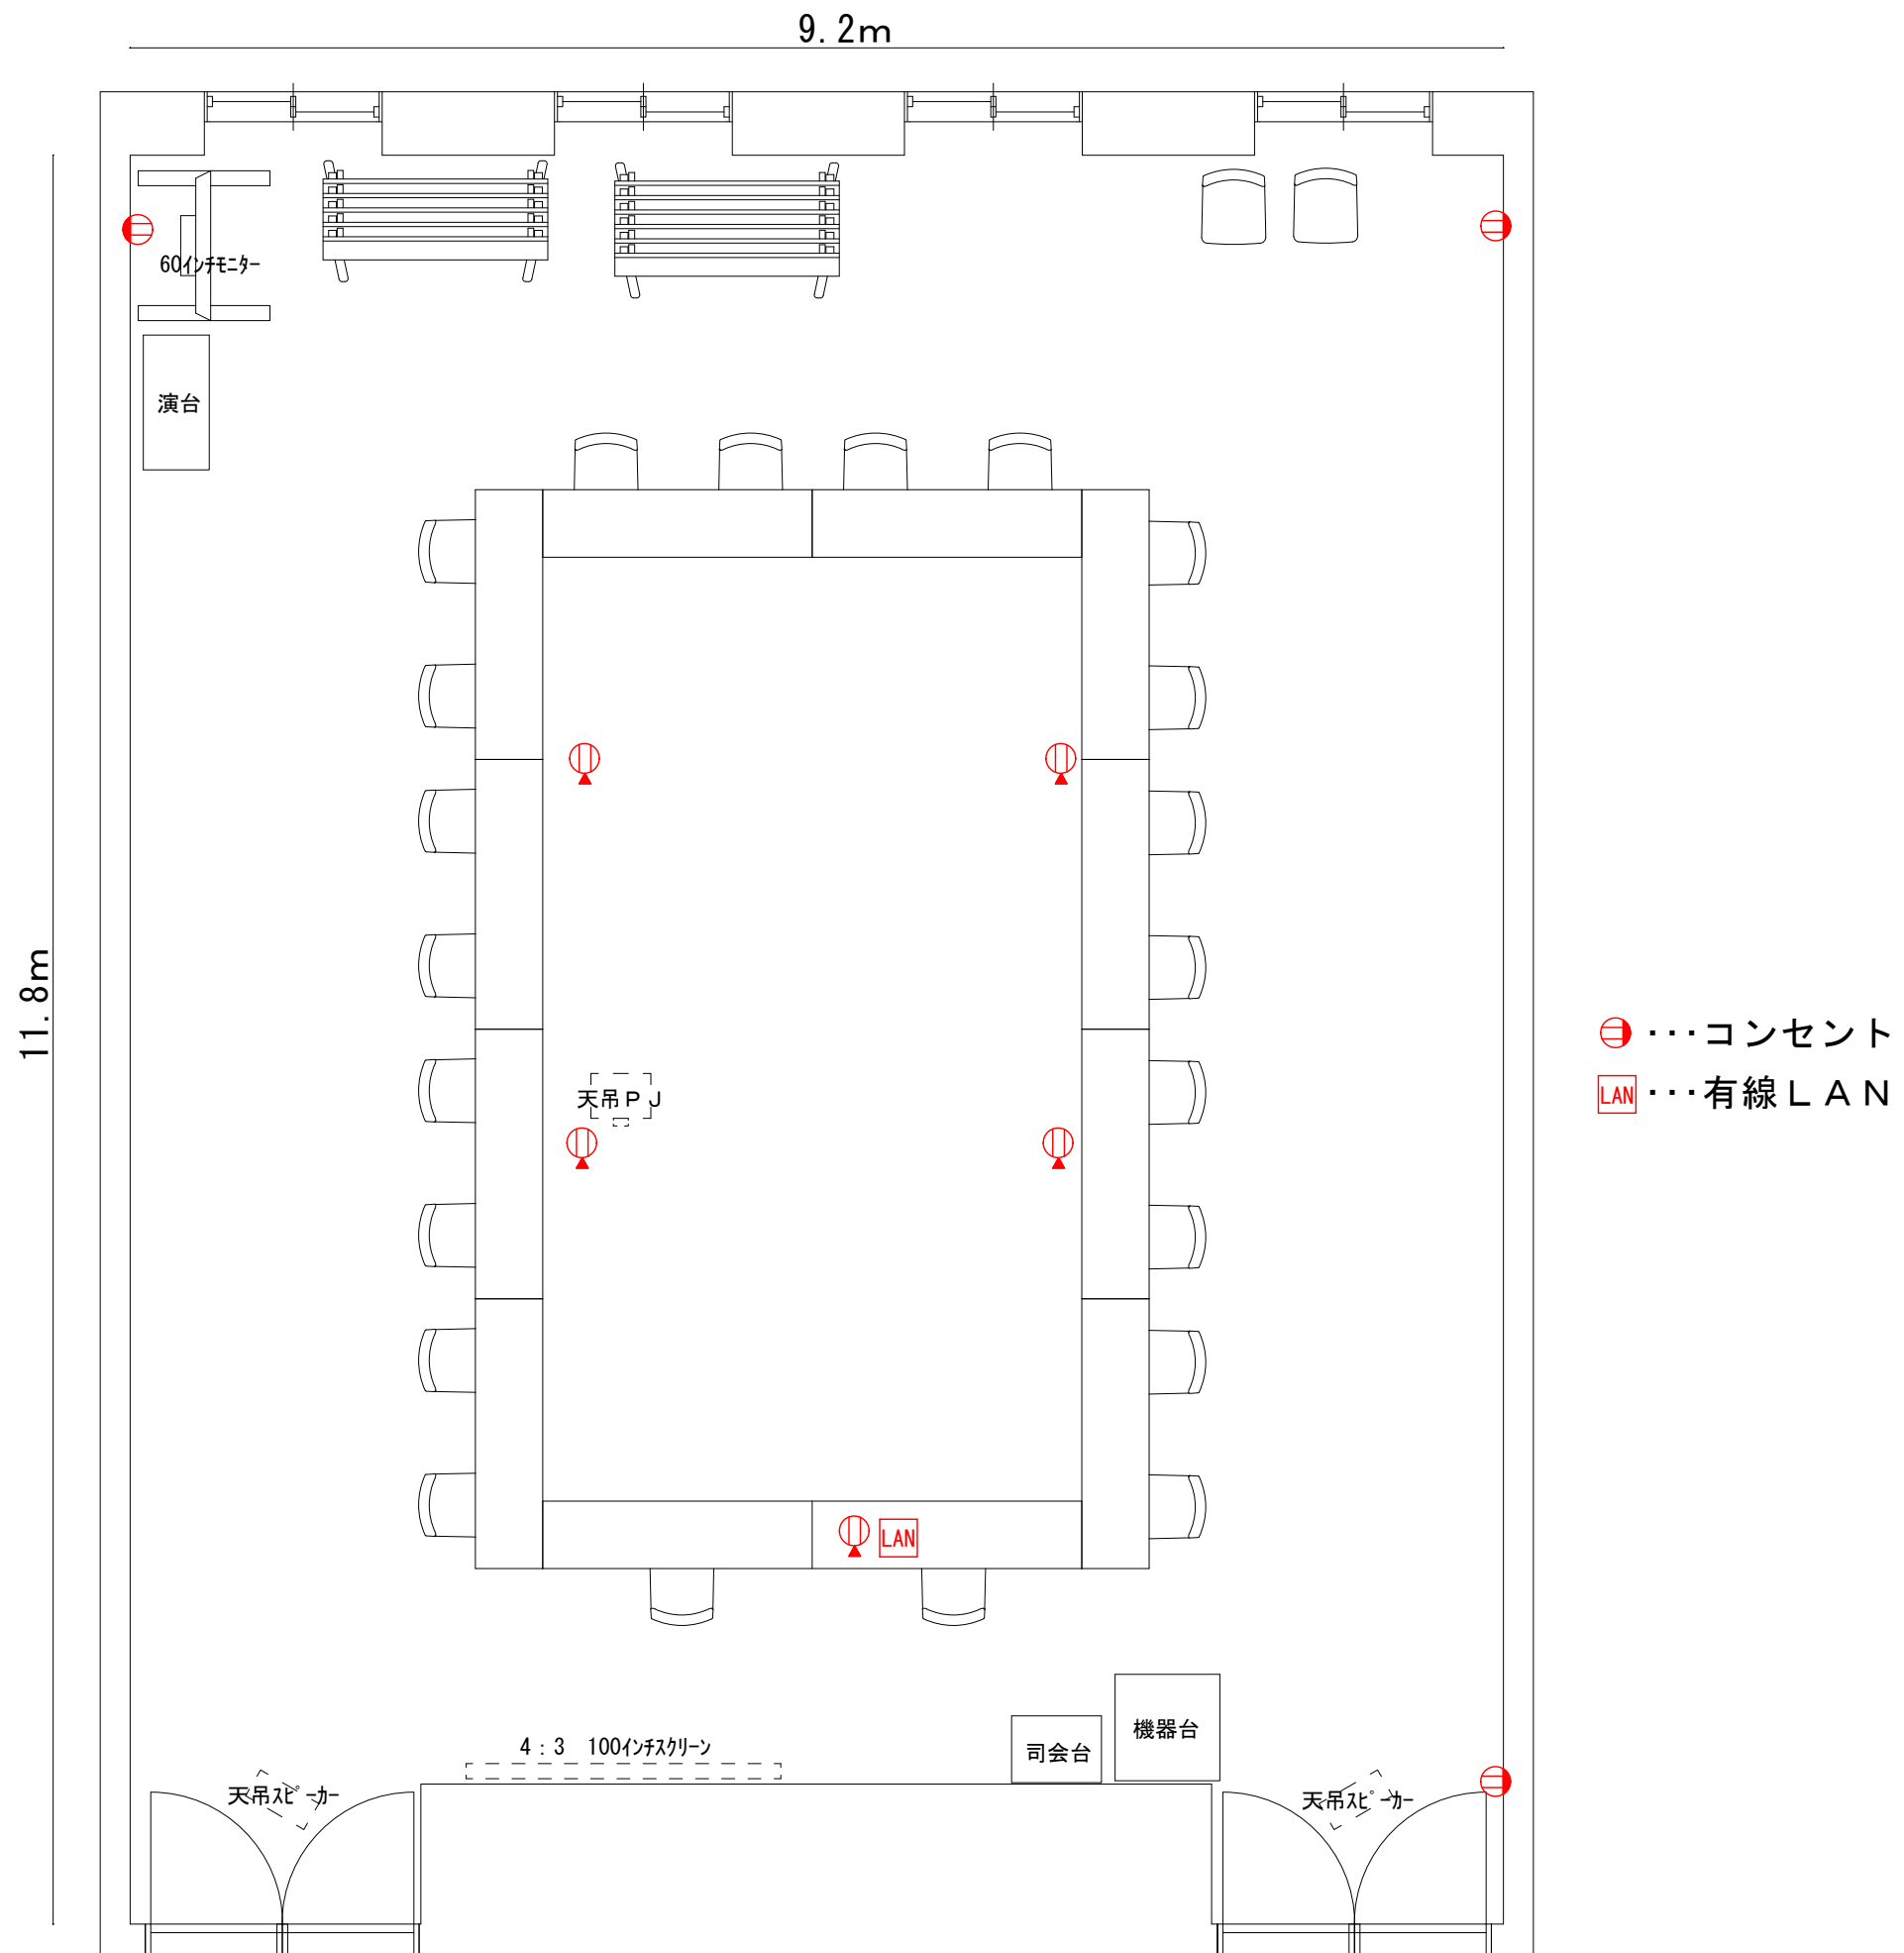 9.2m
60インチモニター
演台
11.8m
・・・コンセント
LAN ・・・有線ＬＡＮ
天吊ＰＪ
LAN
4：3　100インチスクリーン
司会台
機器台
天吊スピーカー
天吊スピーカー